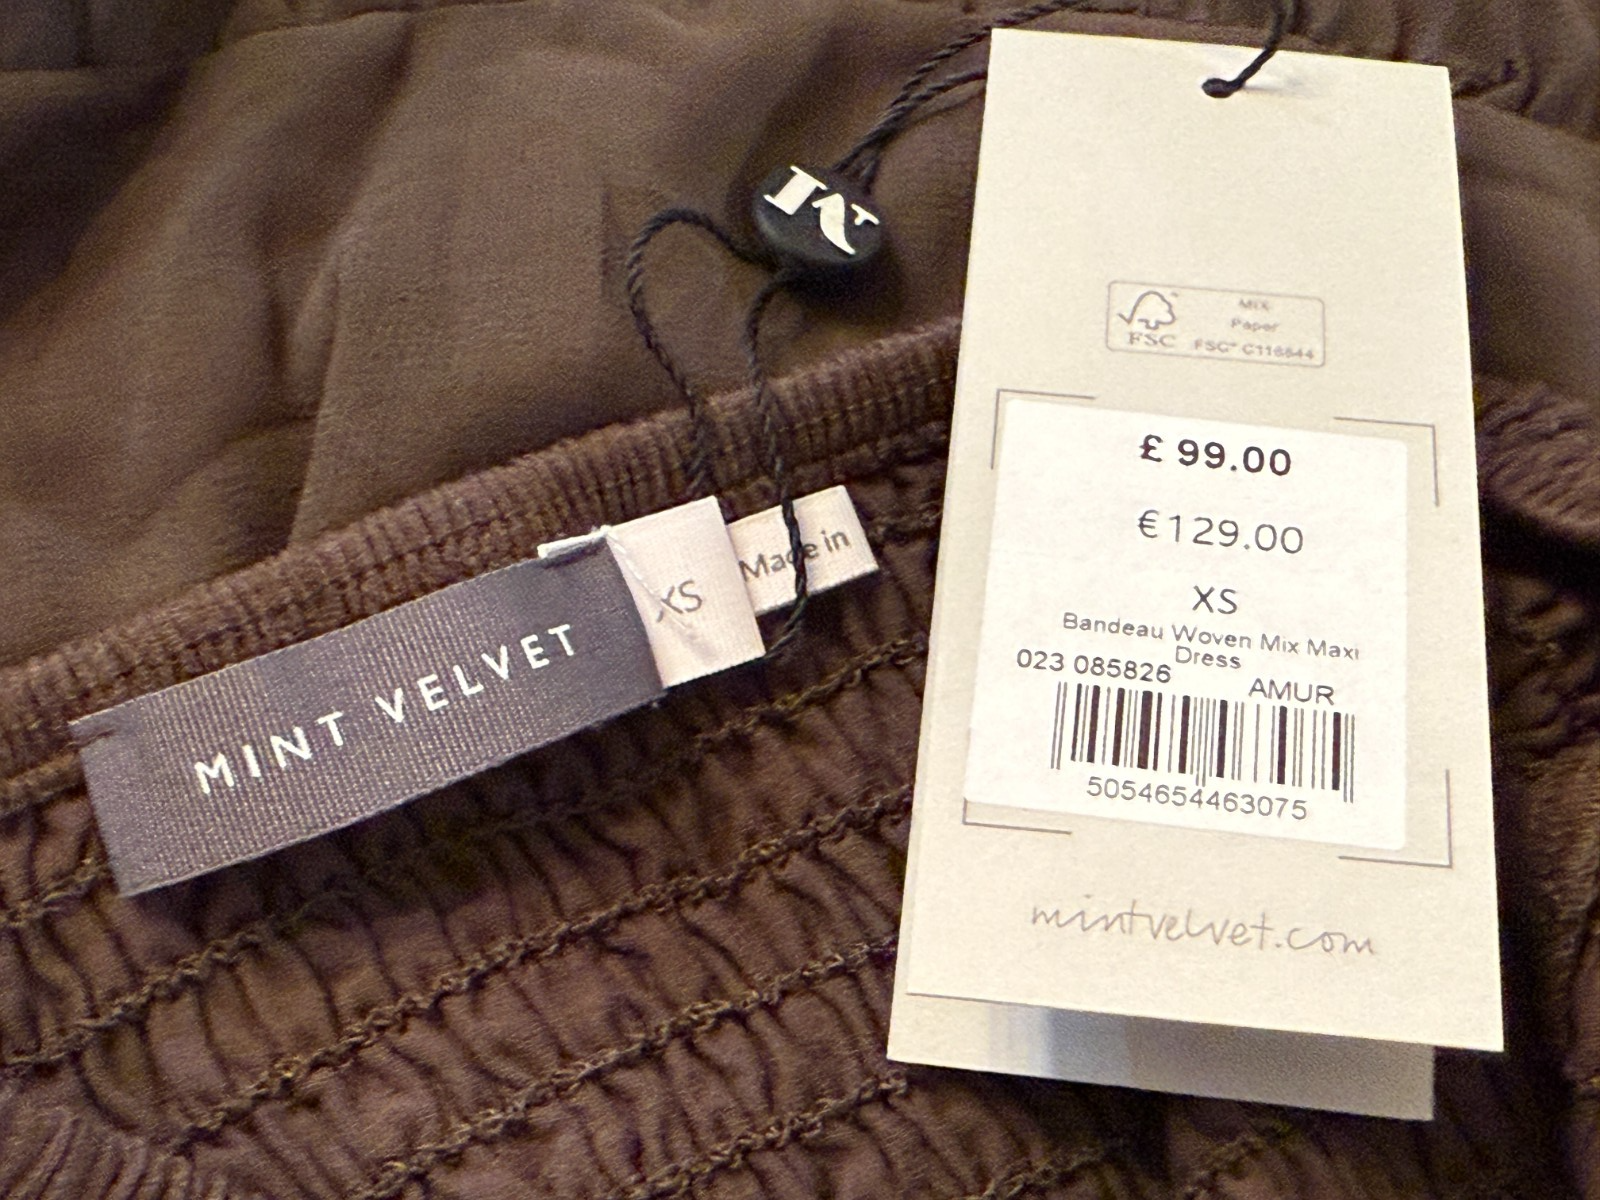 MINT VELVET
XS
Made in
FSC
MIX
Paper
FSC® C116844
£ 99.00
€129.00
XS
Bandeau Woven Mix Maxi
Dress
023 085826
AMUR
5054654463075
mintvelvet.com